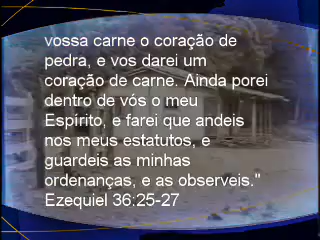 vossa carne o coração de
pedra, e vos darei um
coração de carne. Ainda porei
dentro de vós o meu
Espírito, e farei que andeis
nos meus estatutos, e
guardeis as minhas
ordenanças, e as observeis."
Ezequiel 36:25-27